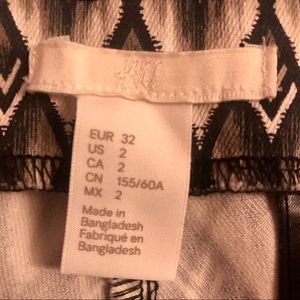 H&M
EUR 32
US 2
CA 2
CN 155/60A
MX 2
Made in
Bangladesh
Fabriqué en
Bangladesh